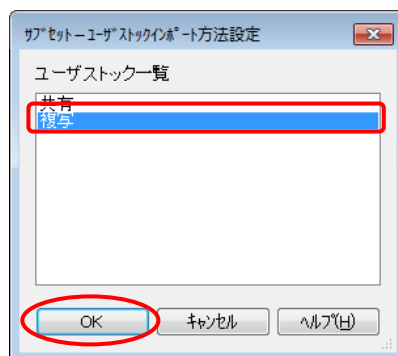 ｻﾌﾞｾｯﾄ－ﾕｰｻﾞｽﾄｯｸｲﾝﾎﾟｰﾄ方法設定
ユーザストック一覧
共有
複写
OK
ｷｬﾝｾﾙ
ﾍﾙﾌﾟ(H)